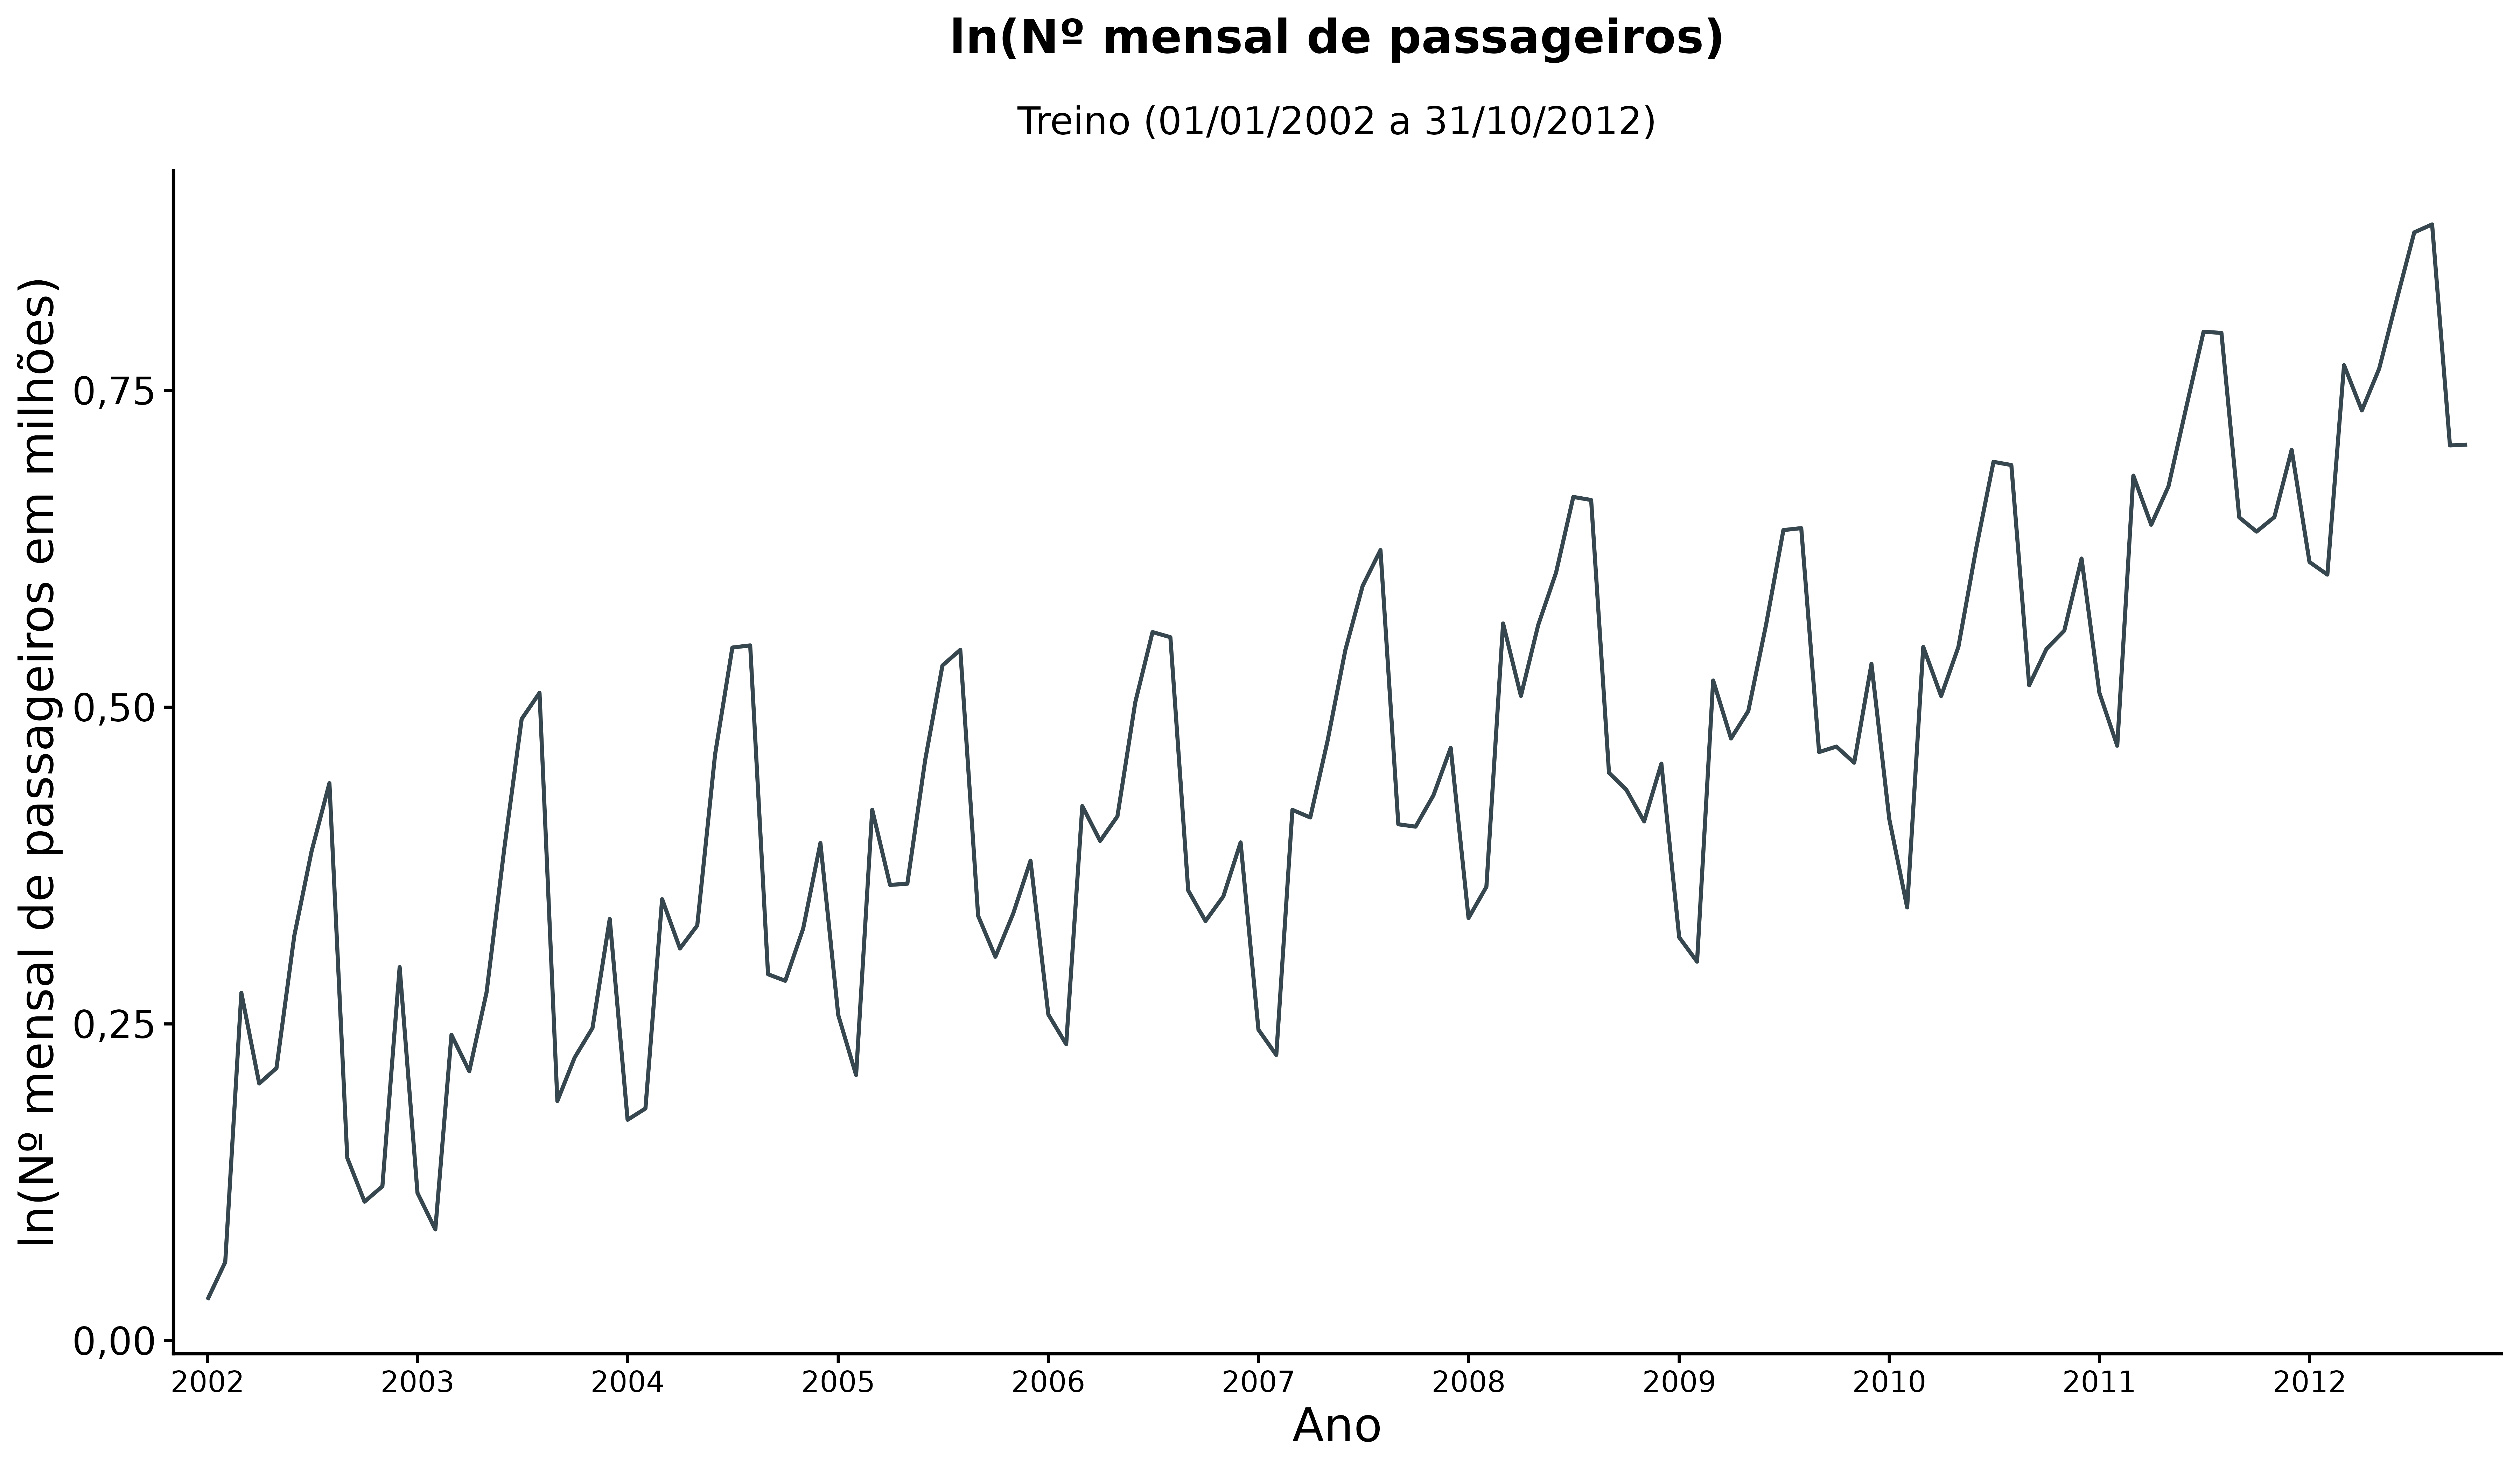 ln(Nº mensal de passageiros)
Treino (01/01/2002 a 31/10/2012)
ln(Nº mensal de passageiros em milhões)
0,75
0,50
0,25
0,00
2002 2003 2004 2005 2006 2007 2008 2009 2010 2011 2012
Ano